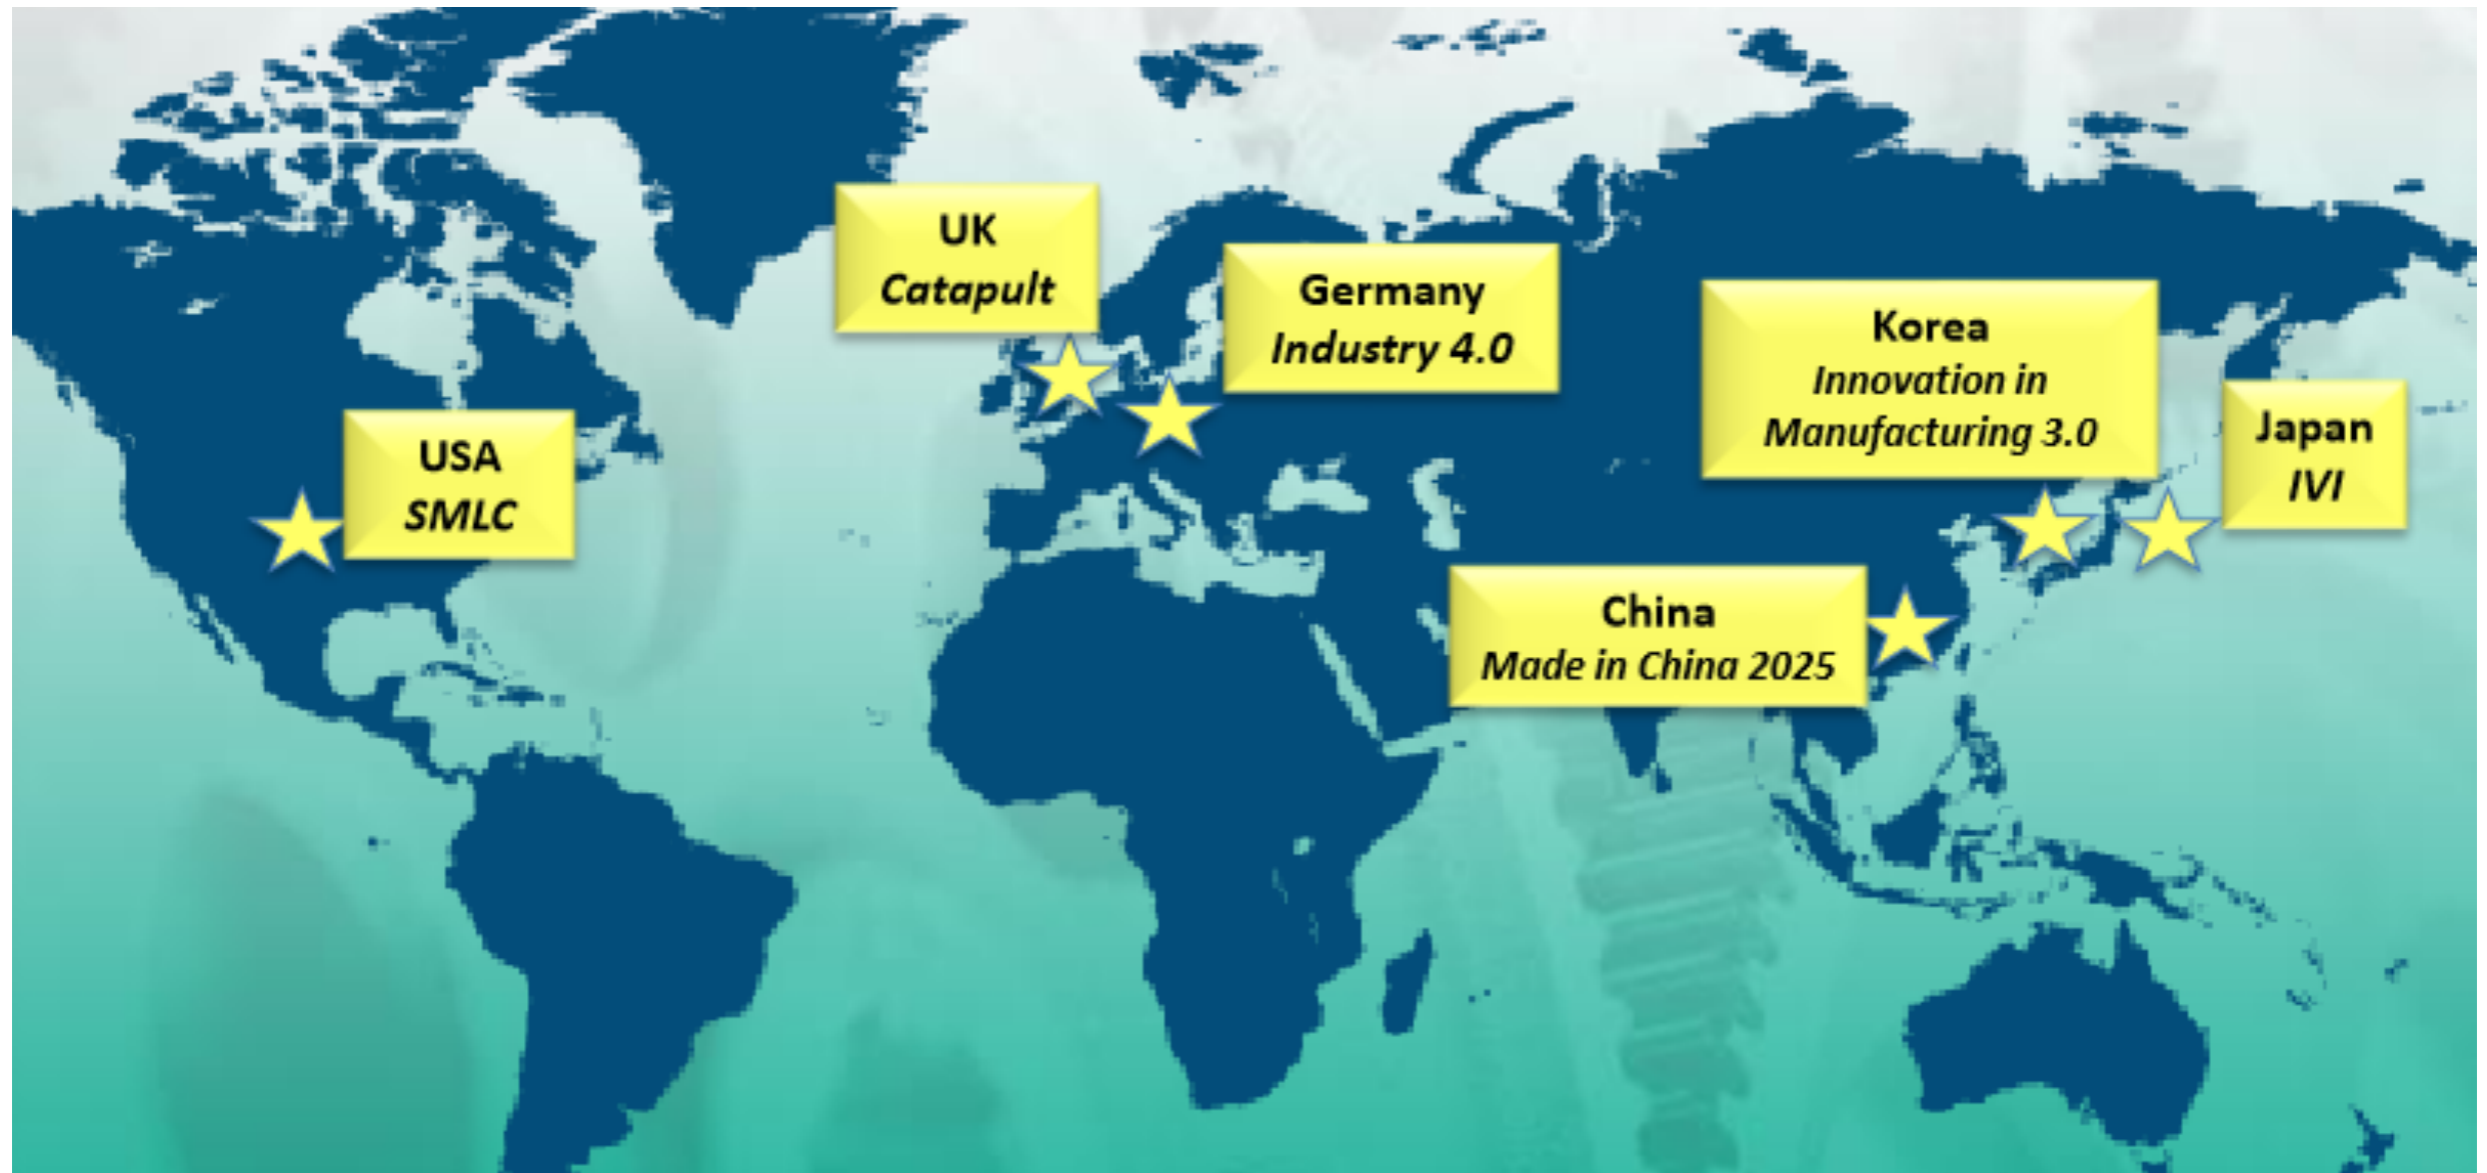 UK
Catapult
Germany
Industry 4.0
Korea
Innovation in
Manufacturing 3.0
Japan
IVI
USA
SMLC
China
Made in China 2025